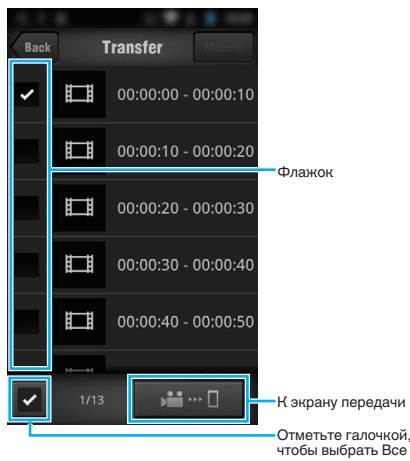 Back Transfer Manual
00:00:00 - 00:00:10
00:00:10 - 00:00:20
Флажок
00:00:20 - 00:00:30
00:00:30 - 00:00:40
00:00:40 - 00:00:50
1/13
К экрану передачи
Отметьте галочкой,
чтобы выбрать Все